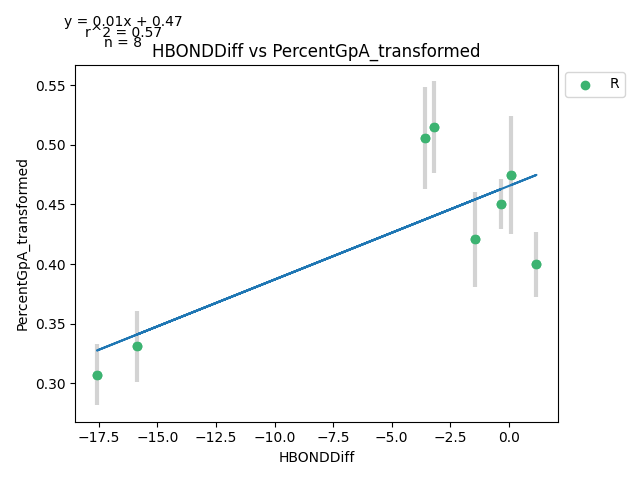 y = 0.01x + 0.47
r^2 = 0.57
n = 8
HBONDDiff vs PercentGpA_transformed
R
PercentGpA_transformed
0.55
0.50
0.45
0.40
0.35
0.30
−17.5 −15.0 −12.5 −10.0 −7.5 −5.0 −2.5 0.0
HBONDDiff